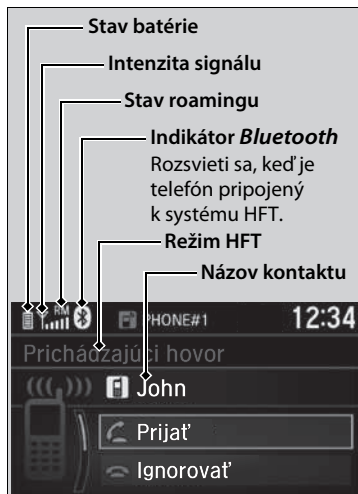 Stav batérie
Intenzita signálu
Stav roamingu
Indikátor Bluetooth
Rozsvieti sa, keď je
telefón pripojený
k systému HFT.
Režim HFT
Názov kontaktu
RM PHONE#1 12:34
Prichádzajúci hovor
John
Prijať
Ignorovať